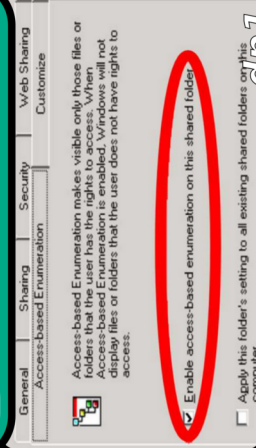 General
Sharing
Security
Web Sharing
Access-based Enumeration
Customize
Access-based Enumeration makes visible only those files or
folders that the user has the rights to access. When
Access-based Enumeration is enabled, Windows will not
display files or folders that the user does not have rights to
access.
Enable access-based enumeration on this shared folder
Apply this folder's setting to all existing shared folders on this
computer